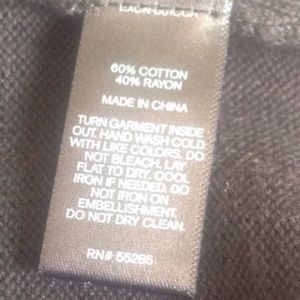 60% COTTON
40% RAYON
MADE IN CHINA
TURN GARMENT INSIDE
OUT. HAND WASH COLD
WITH LIKE COLORS. DO
NOT BLEACH. LAY
FLAT TO DRY. COOL
IRON IF NEEDED. DO
NOT IRON ON
EMBELLISHMENT.
DO NOT DRY CLEAN.
RN# 55285